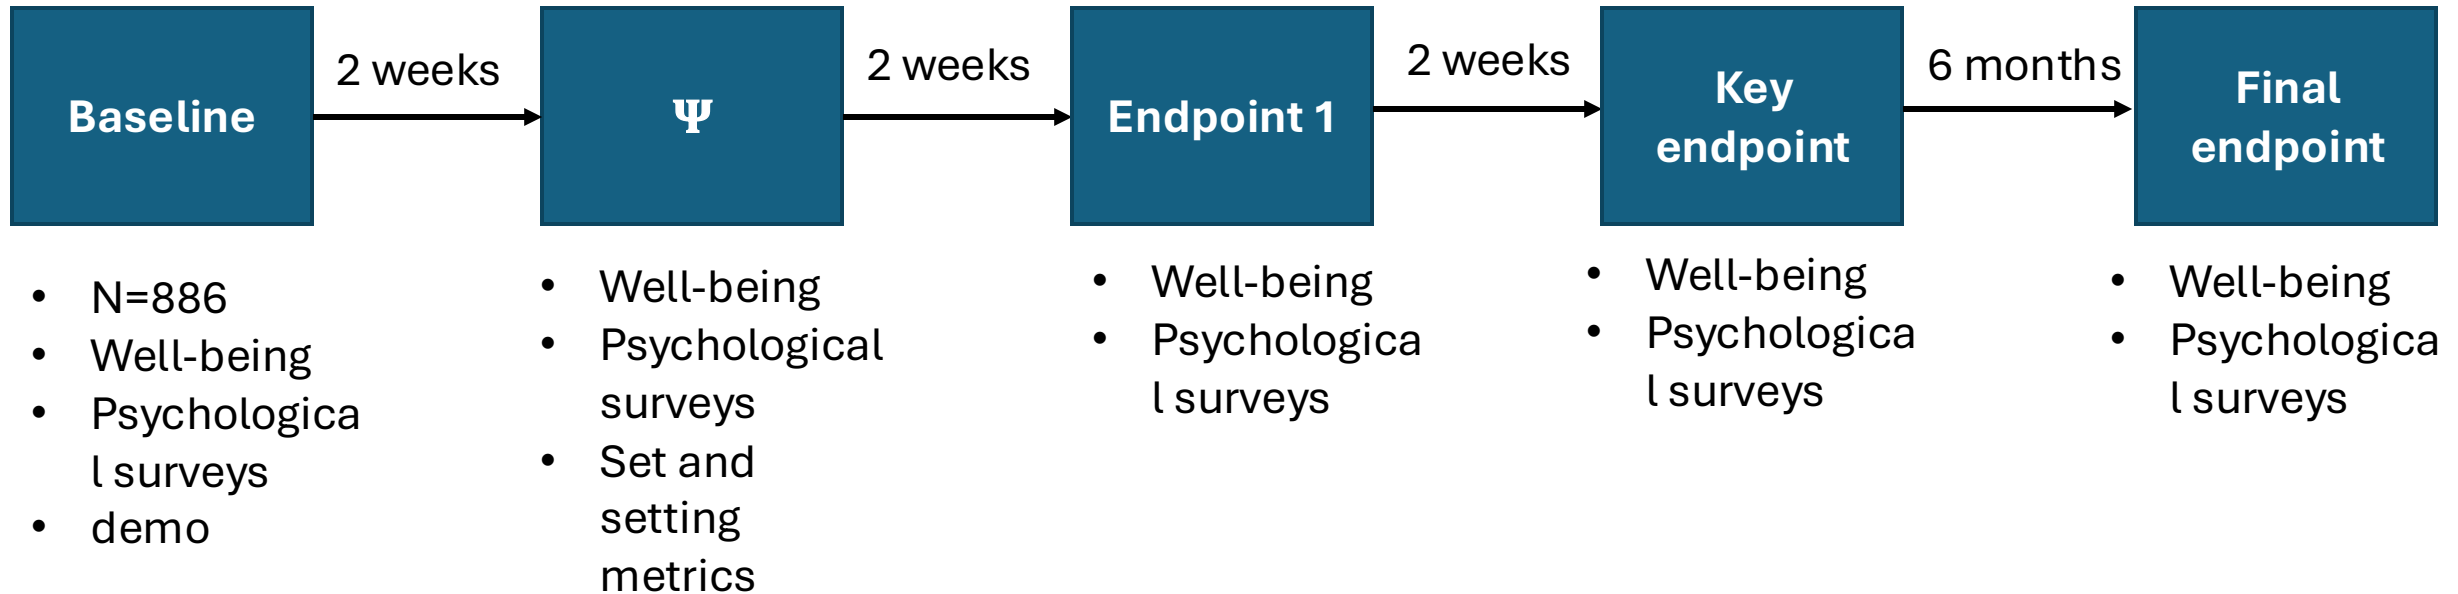 Baseline
2 weeks
Ψ
2 weeks
Endpoint 1
2 weeks
Key
endpoint
6 months
Final
endpoint
• N=886
• Well-being
• Psychologica
l surveys
• demo
• Well-being
• Psychological
surveys
• Set and
setting
metrics
• Well-being
• Psychologica
l surveys
• Well-being
• Psychologica
l surveys
• Well-being
• Psychologica
l surveys